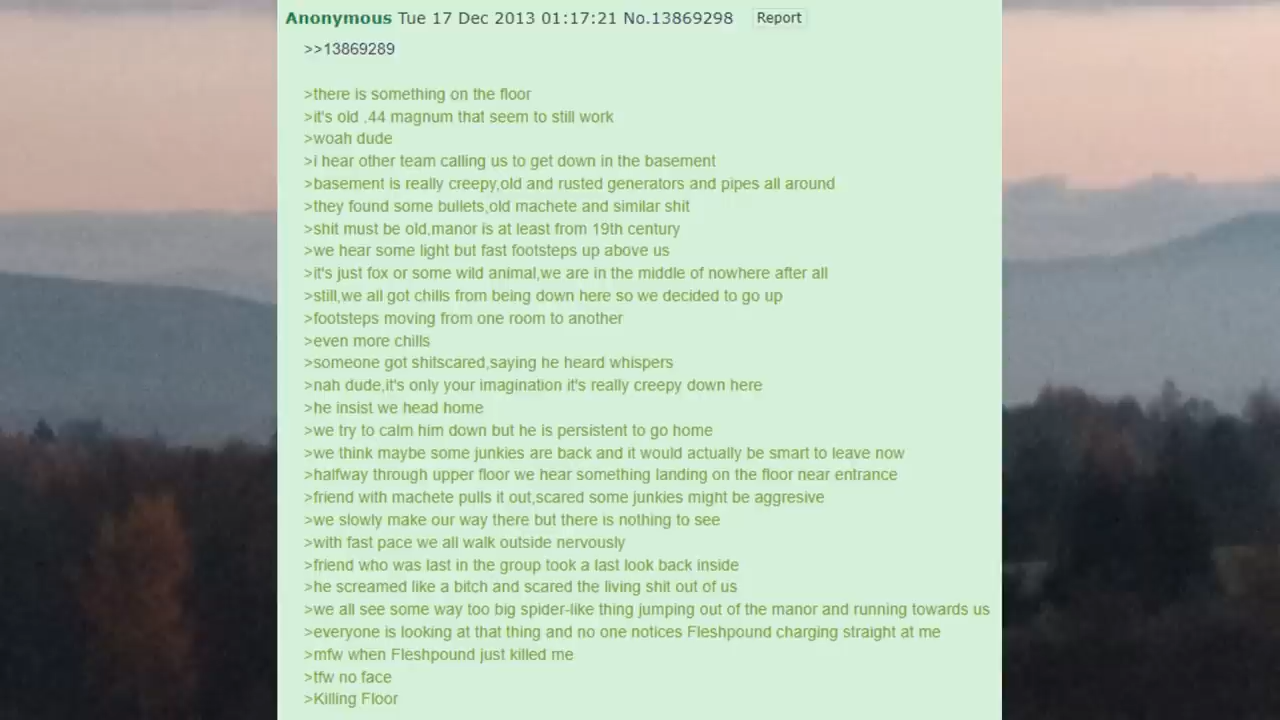 Anonymous Tue 17 Dec 2013 01:17:21 No.13869298 Report
>>13869289
>there is something on the floor
>it's old .44 magnum that seem to still work
>woah dude
>i hear other team calling us to get down in the basement
>basement is really creepy,old and rusted generators and pipes all around
>they found some bullets,old machete and similar shit
>shit must be old,manor is at least from 19th century
>we hear some light but fast footsteps up above us
>it's just fox or some wild animal,we are in the middle of nowhere after all
>still,we all got chills from being down here so we decided to go up
>footsteps moving from one room to another
>even more chills
>someone got shitscared,saying he heard whispers
>nah dude,it's only your imagination it's really creepy down here
>he insist we head home
>we try to calm him down but he is persistent to go home
>we think maybe some junkies are back and it would actually be smart to leave now
>halfway through upper floor we hear something landing on the floor near entrance
>friend with machete pulls it out,scared some junkies might be aggresive
>we slowly make our way there but there is nothing to see
>with fast pace we all walk outside nervously
>friend who was last in the group took a last look back inside
>he screamed like a bitch and scared the living shit out of us
>we all see some way too big spider-like thing jumping out of the manor and running towards us
>everyone is looking at that thing and no one notices Fleshpound charging straight at me
>mfw when Fleshpound just killed me
>tfw no face
>Killing Floor